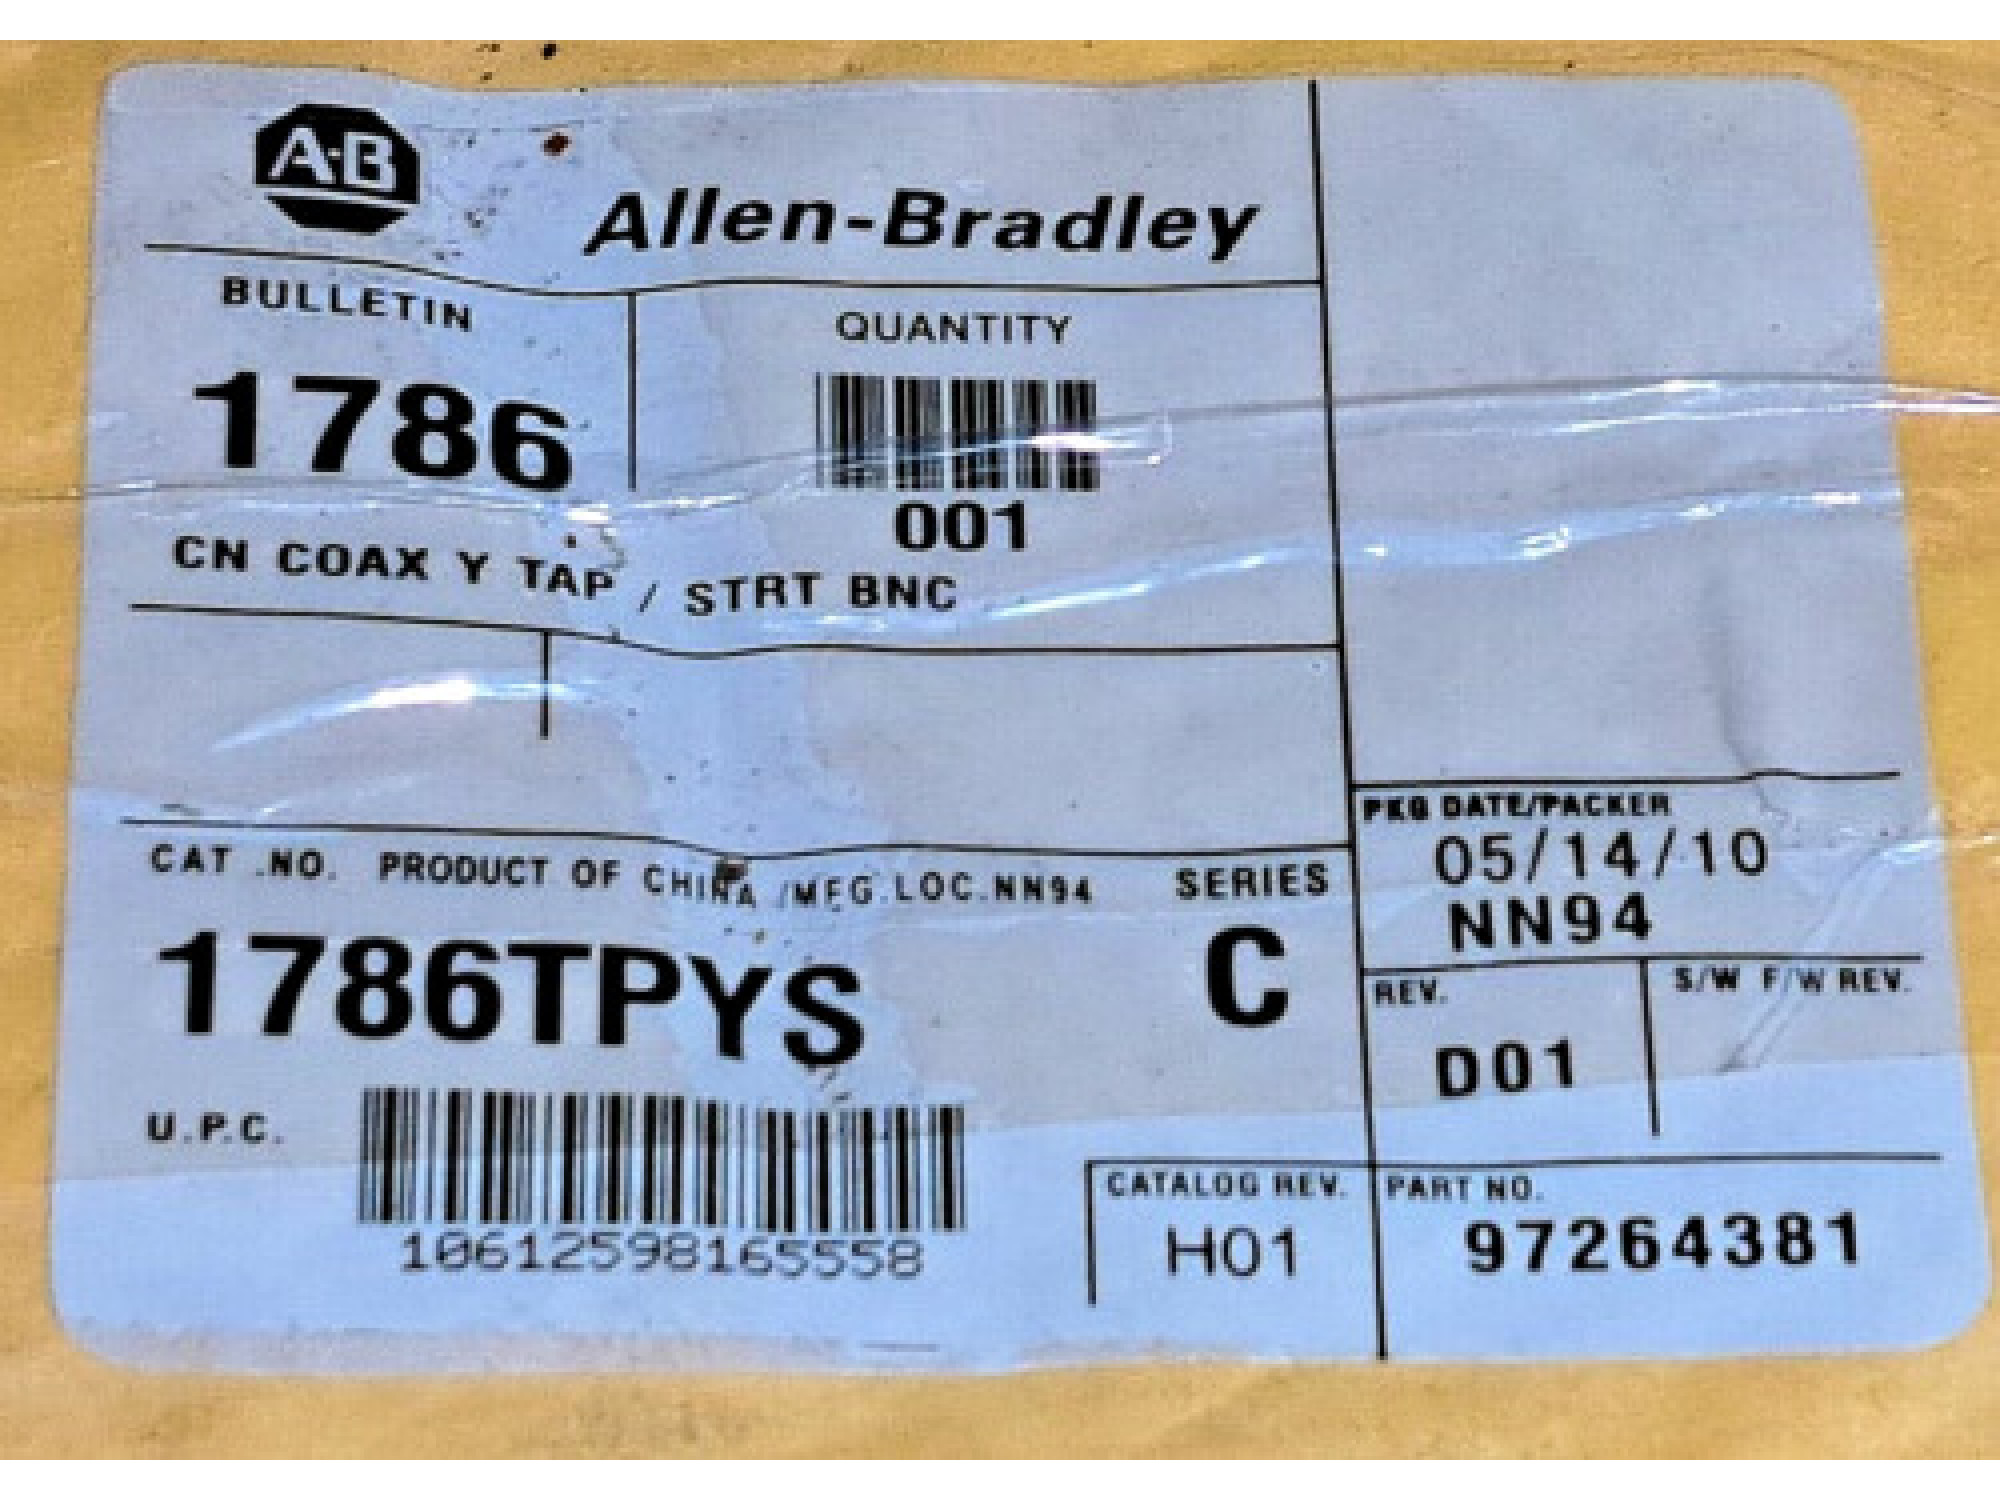 A-B
Allen-Bradley
BULLETIN
1786
QUANTITY
001
CN COAX Y TAP / STRT BNC
CAT .NO. PRODUCT OF CHINA /MFG.LOC.NN94
SERIES
1786TPYS
C
U.P.C.
10612598165558
PKG DATE/PACKER
05/14/10
NN94
REV.
D01
S/W F/W REV.
CATALOG REV.
H01
PART NO.
97264381